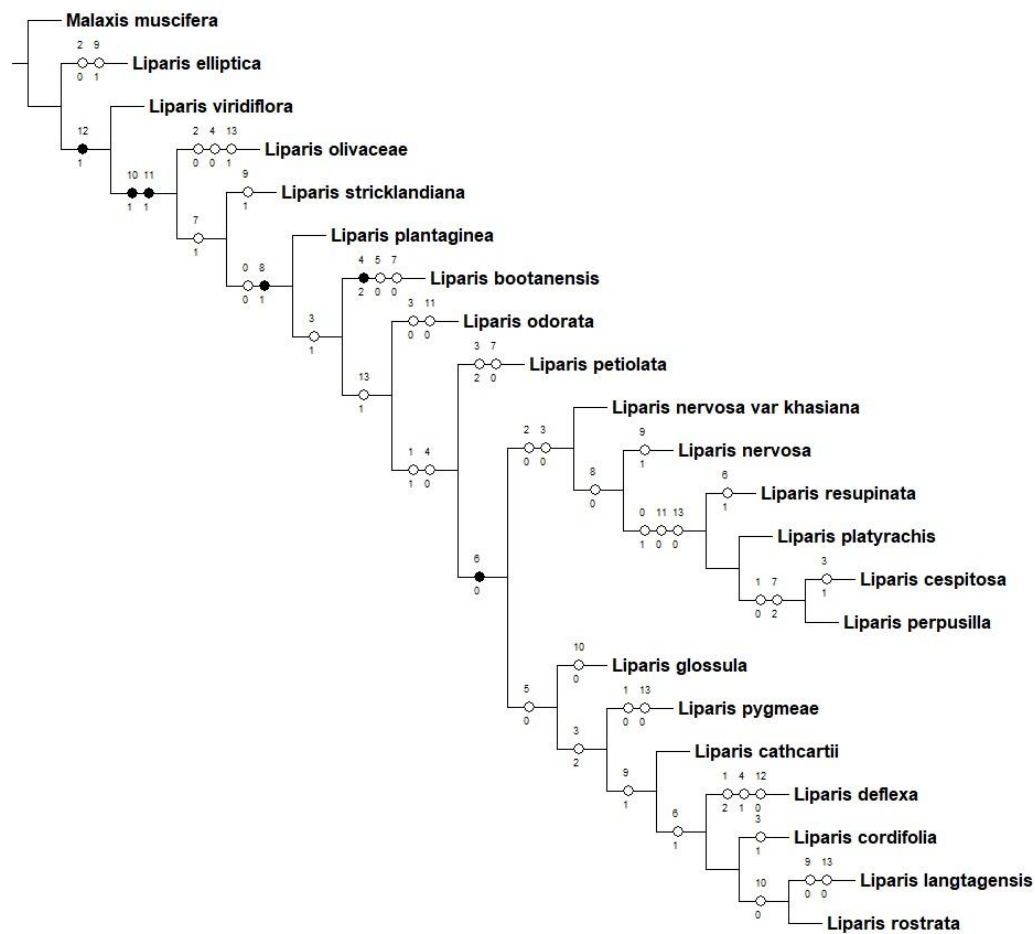 Malaxis muscifera
2 9
Liparis elliptica
0 1
Liparis viridiflora
12
1
2 4 13
Liparis olivaceae
0 0 1
10 11
1 1
9
Liparis stricklandiana
1
7
1
Liparis plantaginea
0 8
0 1
4 5 7
Liparis bootanensis
2 0 0
3
1
3 11
Liparis odorata
0 0
13
1
3 7
Liparis petiolata
2 0
Liparis nervosa var khasiana
1 4
1 0
2 3
0 0
9
Liparis nervosa
1
8
0
6
Liparis resupinata
1
0 11 13
1 0 0
Liparis platyrachis
6
0
3
Liparis cespitosa
1
1 7
0 2
Liparis perpusilla
10
Liparis glossula
0
5
0
1 13
Liparis pygmeae
0 0
3
2
Liparis cathcartii
9
1
1 4 12
Liparis deflexa
2 1 0
6
1
3
Liparis cordifolia
1
9 13
Liparis langtagensis
0 0
10
0
Liparis rostrata